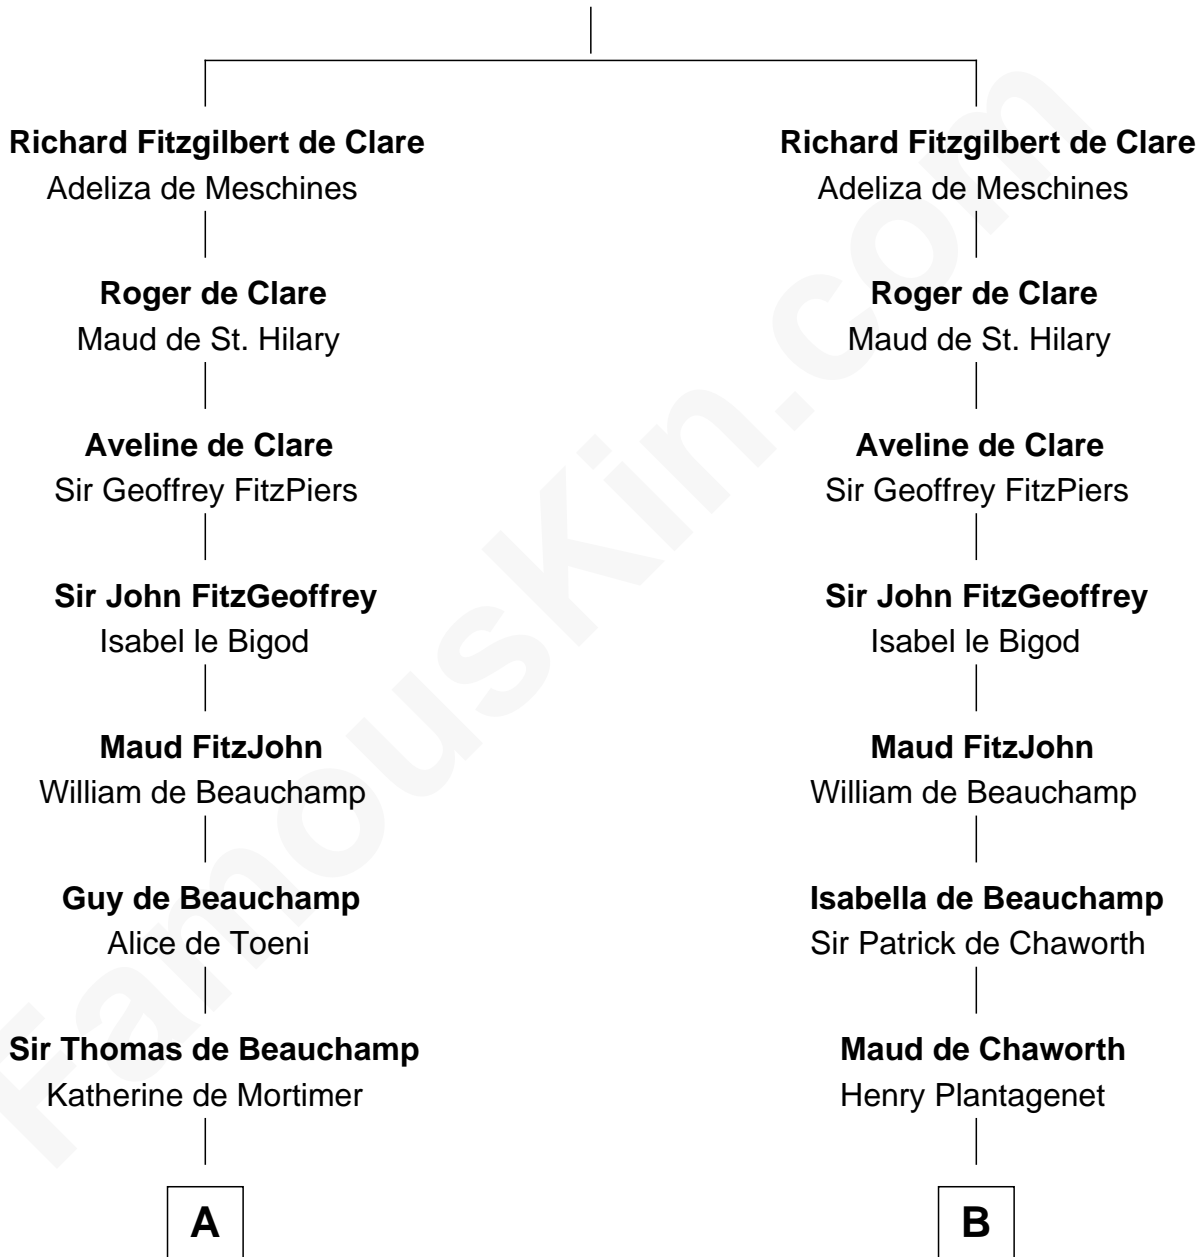 Richard Fitzgilbert de Clare
Adeliza de Meschines
Roger de Clare
Maud de St. Hilary
Aveline de Clare
Sir Geoffrey FitzPiers
Sir John FitzGeoffrey
Isabel le Bigod
Maud FitzJohn
William de Beauchamp
Guy de Beauchamp
Alice de Toeni
Sir Thomas de Beauchamp
Katherine de Mortimer
A
Richard Fitzgilbert de Clare
Adeliza de Meschines
Roger de Clare
Maud de St. Hilary
Aveline de Clare
Sir Geoffrey FitzPiers
Sir John FitzGeoffrey
Isabel le Bigod
Maud FitzJohn
William de Beauchamp
Isabella de Beauchamp
Sir Patrick de Chaworth
Maud de Chaworth
Henry Plantagenet
B
FamousKin.com